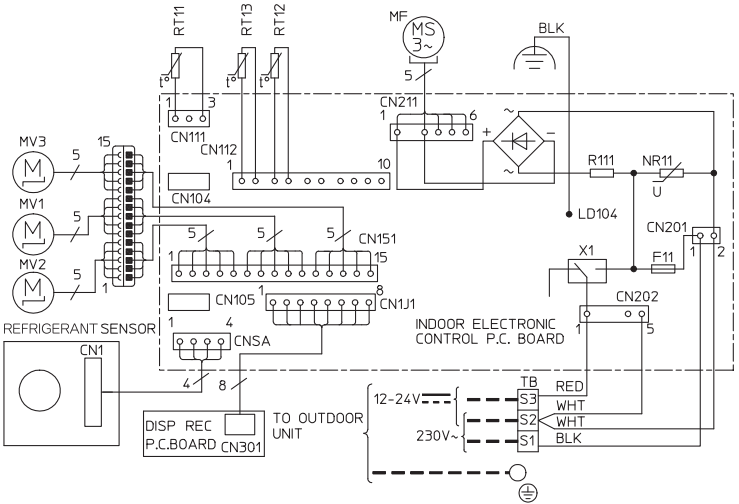 RT11
RT13
RT12
MF
MS
3~
BLK
t°
t°
t°
5
1
3
CN111
CN211
1
6
~
+
−
~
MV3
M
5
15
CN112
1
10
R111
NR11
U
CN104
MV1
M
5
LD104
CN201
1
2
5
5
5
CN151
1
15
X1
F11
MV2
M
5
1
CN105
1
8
CN1J1
CN202
1
5
REFRIGERANT SENSOR
1
4
CNSA
INDOOR ELECTRONIC
CONTROL P.C. BOARD
CN1
4
8
TB
RED
12-24V
S3
WHT
DISP REC
P.C.BOARD
CN301
TO OUTDOOR
UNIT
S2
WHT
230V~
S1
BLK